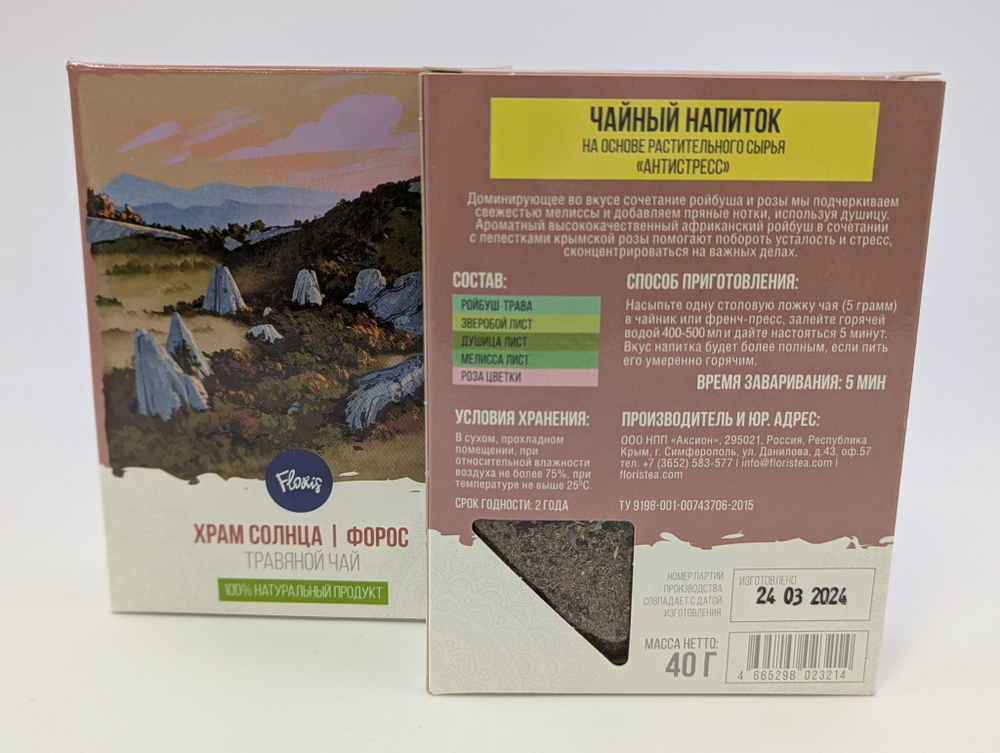 Floris
ХРАМ СОЛНЦА | ФОРОС
ТРАВЯНОЙ ЧАЙ
100% НАТУРАЛЬНЫЙ ПРОДУКТ
ЧАЙНЫЙ НАПИТОК
НА ОСНОВЕ РАСТИТЕЛЬНОГО СЫРЬЯ
«АНТИСТРЕСС»
Доминирующее во вкусе сочетание ройбуша и розы мы подчеркиваем
свежестью мелиссы и добавляем пряные нотки, используя душицу.
Ароматный высококачественный африканский ройбуш в сочетании
с лепестками крымской розы помогают побороть усталость и стресс,
сконцентрироваться на важных делах.
СОСТАВ:
РОЙБУШ ТРАВА
ЗВЕРОБОЙ ЛИСТ
ДУШИЦА ЛИСТ
МЕЛИССА ЛИСТ
РОЗА ЦВЕТКИ
СПОСОБ ПРИГОТОВЛЕНИЯ:
Насыпьте одну столовую ложку чая (5 грамм)
в чайник или френч-пресс, залейте горячей
водой 400-500 мл и дайте настояться 5 минут.
Вкус напитка будет более полным, если пить
его умеренно горячим.
ВРЕМЯ ЗАВАРИВАНИЯ: 5 МИН
УСЛОВИЯ ХРАНЕНИЯ:
В сухом, прохладном
помещении, при
относительной влажности
воздуха не более 75%, при
температуре не выше 25⁰С.
СРОК ГОДНОСТИ: 2 ГОДА
ПРОИЗВОДИТЕЛЬ И ЮР. АДРЕС:
ООО НПП «Аксион», 295021, Россия, Республика
Крым, г. Симферополь, ул. Данилова, д.43, оф.57
тел. +7 (3652) 583-577 | info@floristea.com |
floristea.com
ТУ 9198-001-00743706-2015
НОМЕР ПАРТИИ
ПРОИЗВОДСТВА
СОВПАДАЕТ С ДАТОЙ
ИЗГОТОВЛЕНИЯ
ИЗГОТОВЛЕНО
24 03 2024
МАССА НЕТТО:
40 Г
4 665298 023214